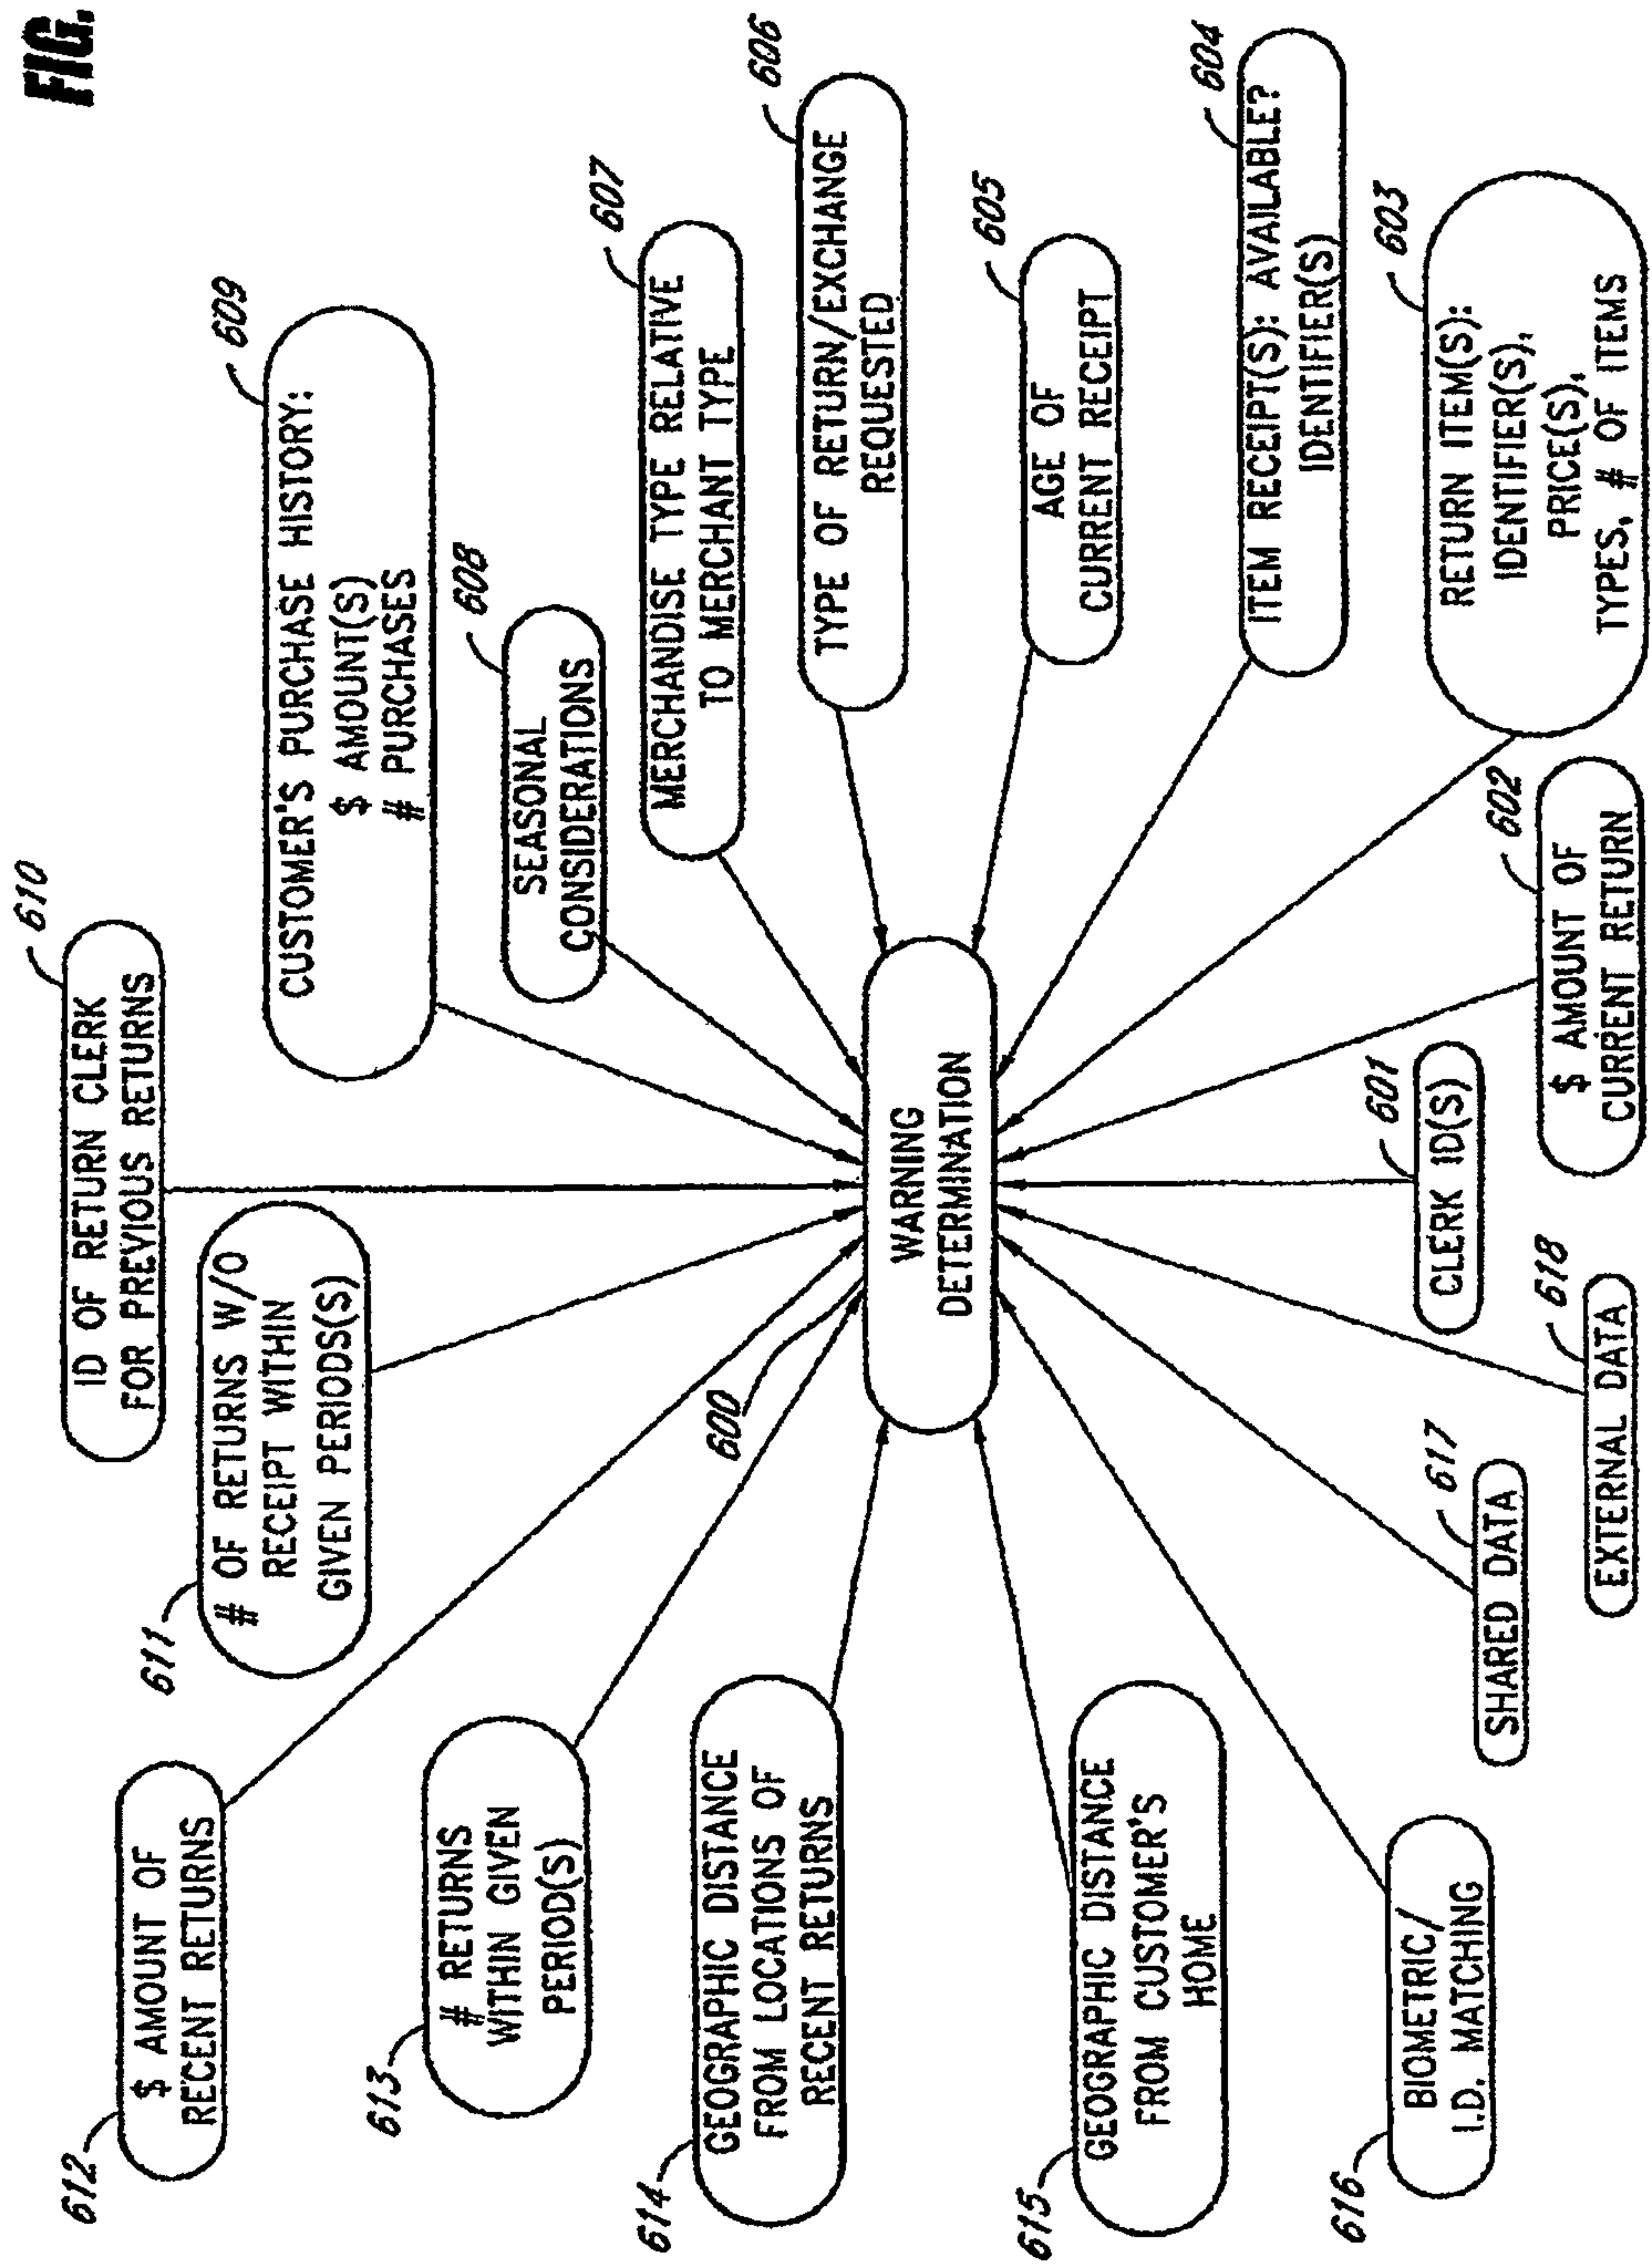 FIG.
610
ID OF RETURN CLERK
FOR PREVIOUS RETURNS
609
CUSTOMER'S PURCHASE HISTORY:
$ AMOUNT(S)
# PURCHASES
611
# OF RETURNS W/O
RECEIPT WITHIN
GIVEN PERIODS(S)
608
SEASONAL
CONSIDERATIONS
612
$ AMOUNT OF
RECENT RETURNS
607
MERCHANDISE TYPE RELATIVE
TO MERCHANT TYPE
613
# RETURNS
WITHIN GIVEN
PERIOD(S)
606
TYPE OF RETURN/EXCHANGE
REQUESTED
600
WARNING
DETERMINATION
614
GEOGRAPHIC DISTANCE
FROM LOCATIONS OF
RECENT RETURNS
605
AGE OF
CURRENT RECEIPT
615
GEOGRAPHIC DISTANCE
FROM CUSTOMER'S
HOME
604
ITEM RECEIPT(S): AVAILABLE?
IDENTIFIER(S)
616
BIOMETRIC/
I.D. MATCHING
603
RETURN ITEM(S):
IDENTIFIER(S),
PRICE(S),
TYPES, # OF ITEMS
617
SHARED DATA
618
EXTERNAL DATA
601
CLERK ID(S)
602
$ AMOUNT OF
CURRENT RETURN